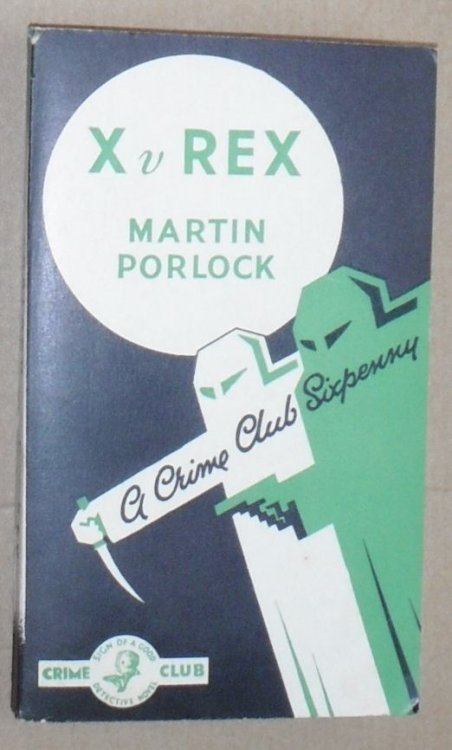 X v REX
MARTIN
PORLOCK
A Crime Club Sixpenny
CRIME CLUB
SIGN OF A GOOD
DETECTIVE NOVEL